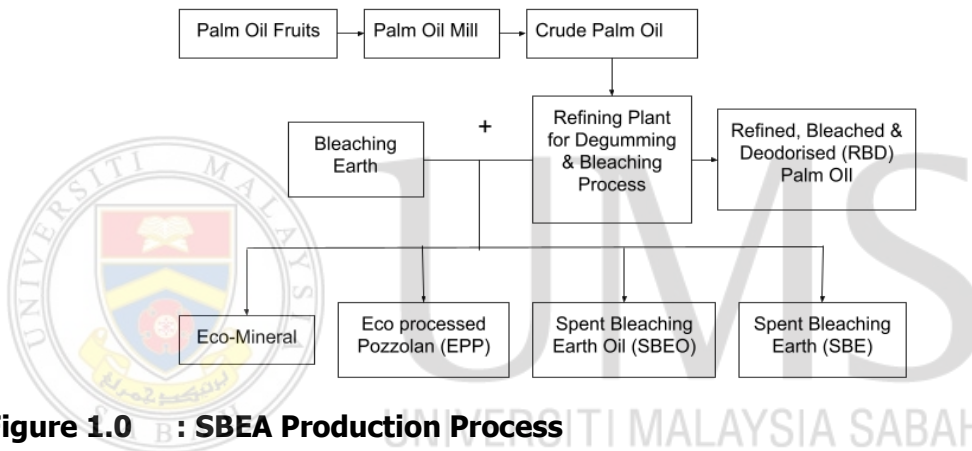 Palm Oil Fruits
Palm Oil Mill
Crude Palm Oil
Bleaching
Earth
+
Refining Plant
for Degumming
& Bleaching
Process
Refined, Bleached &
Deodorised (RBD)
Palm OIl
Eco-Mineral
Eco processed
Pozzolan (EPP)
Spent Bleaching
Earth Oil (SBEO)
Spent Bleaching
Earth (SBE)
igure 1.0 : SBEA Production Process
UMS
UNIVERSITI MALAYSIA SABAH